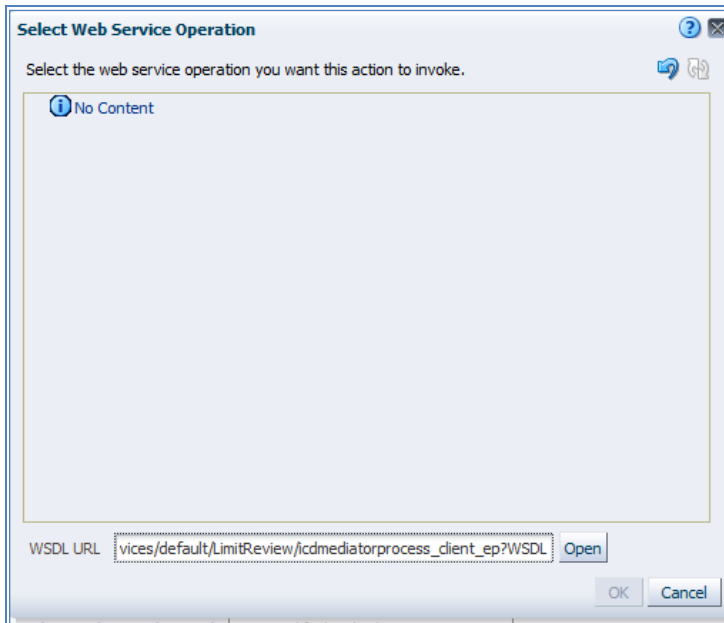 Select Web Service Operation
Select the web service operation you want this action to invoke.
No Content
WSDL URL vices/default/LimitReview/icdmediatorprocess_client_ep?WSDL Open
OK Cancel